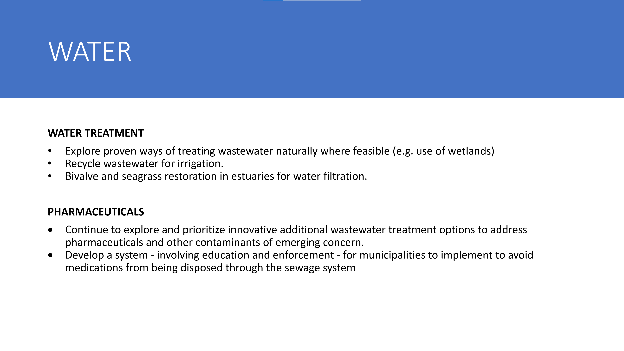 WATER
WATER TREATMENT
• Explore proven ways of treating wastewater naturally where feasible (e.g. use of wetlands)
• Recycle wastewater for irrigation.
• Bivalve and seagrass restoration in estuaries for water filtration.
PHARMACEUTICALS
• Continue to explore and prioritize innovative additional wastewater treatment options to address
pharmaceuticals and other contaminants of emerging concern.
• Develop a system - involving education and enforcement - for municipalities to implement to avoid
medications from being disposed through the sewage system